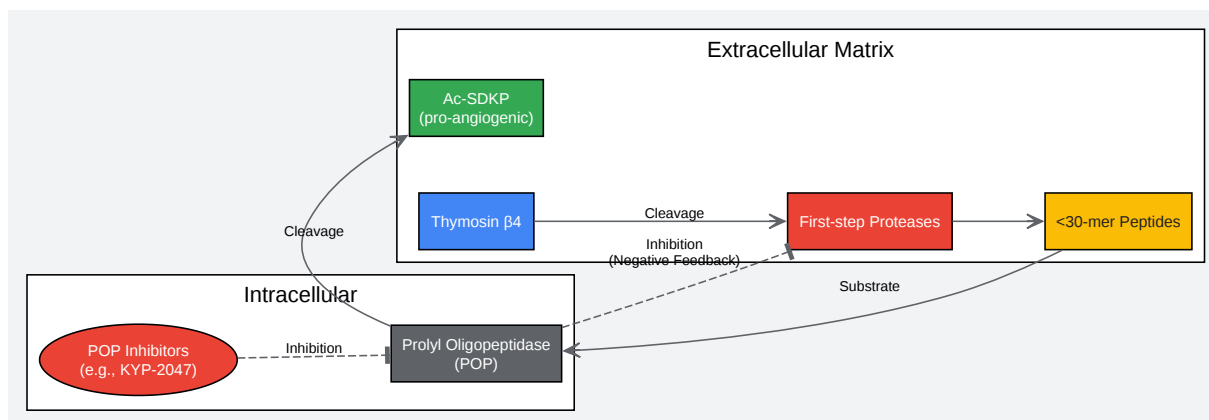 Extracellular Matrix
Ac-SDKP
(pro-angiogenic)
Thymosin β4
Cleavage
First-step Proteases
<30-mer Peptides
Cleavage
Inhibition
(Negative Feedback)
Substrate
Intracellular
POP Inhibitors
(e.g., KYP-2047)
Inhibition
Prolyl Oligopeptidase
(POP)